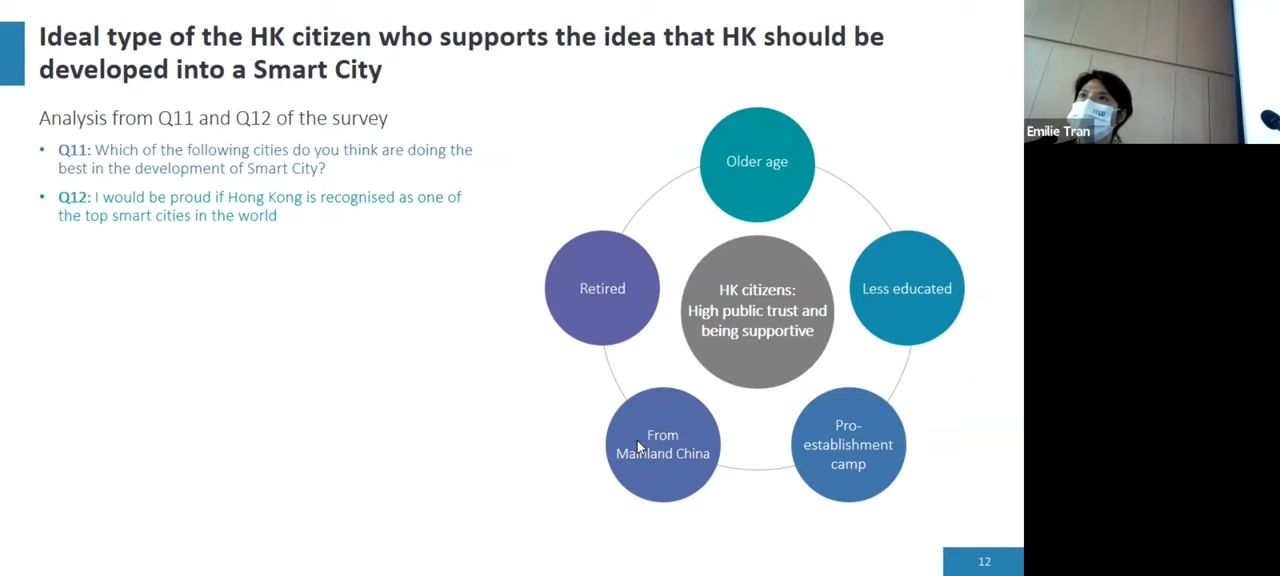 Ideal type of the HK citizen who supports the idea that HK should be
developed into a Smart City
Analysis from Q11 and Q12 of the survey
• Q11: Which of the following cities do you think are doing the
best in the development of Smart City?
• Q12: I would be proud if Hong Kong is recognised as one of
the top smart cities in the world
Older age
Retired
HK citizens:
High public trust and
being supportive
Less educated
From
Mainland China
Pro-
establishment
camp
12
Emilie Tran